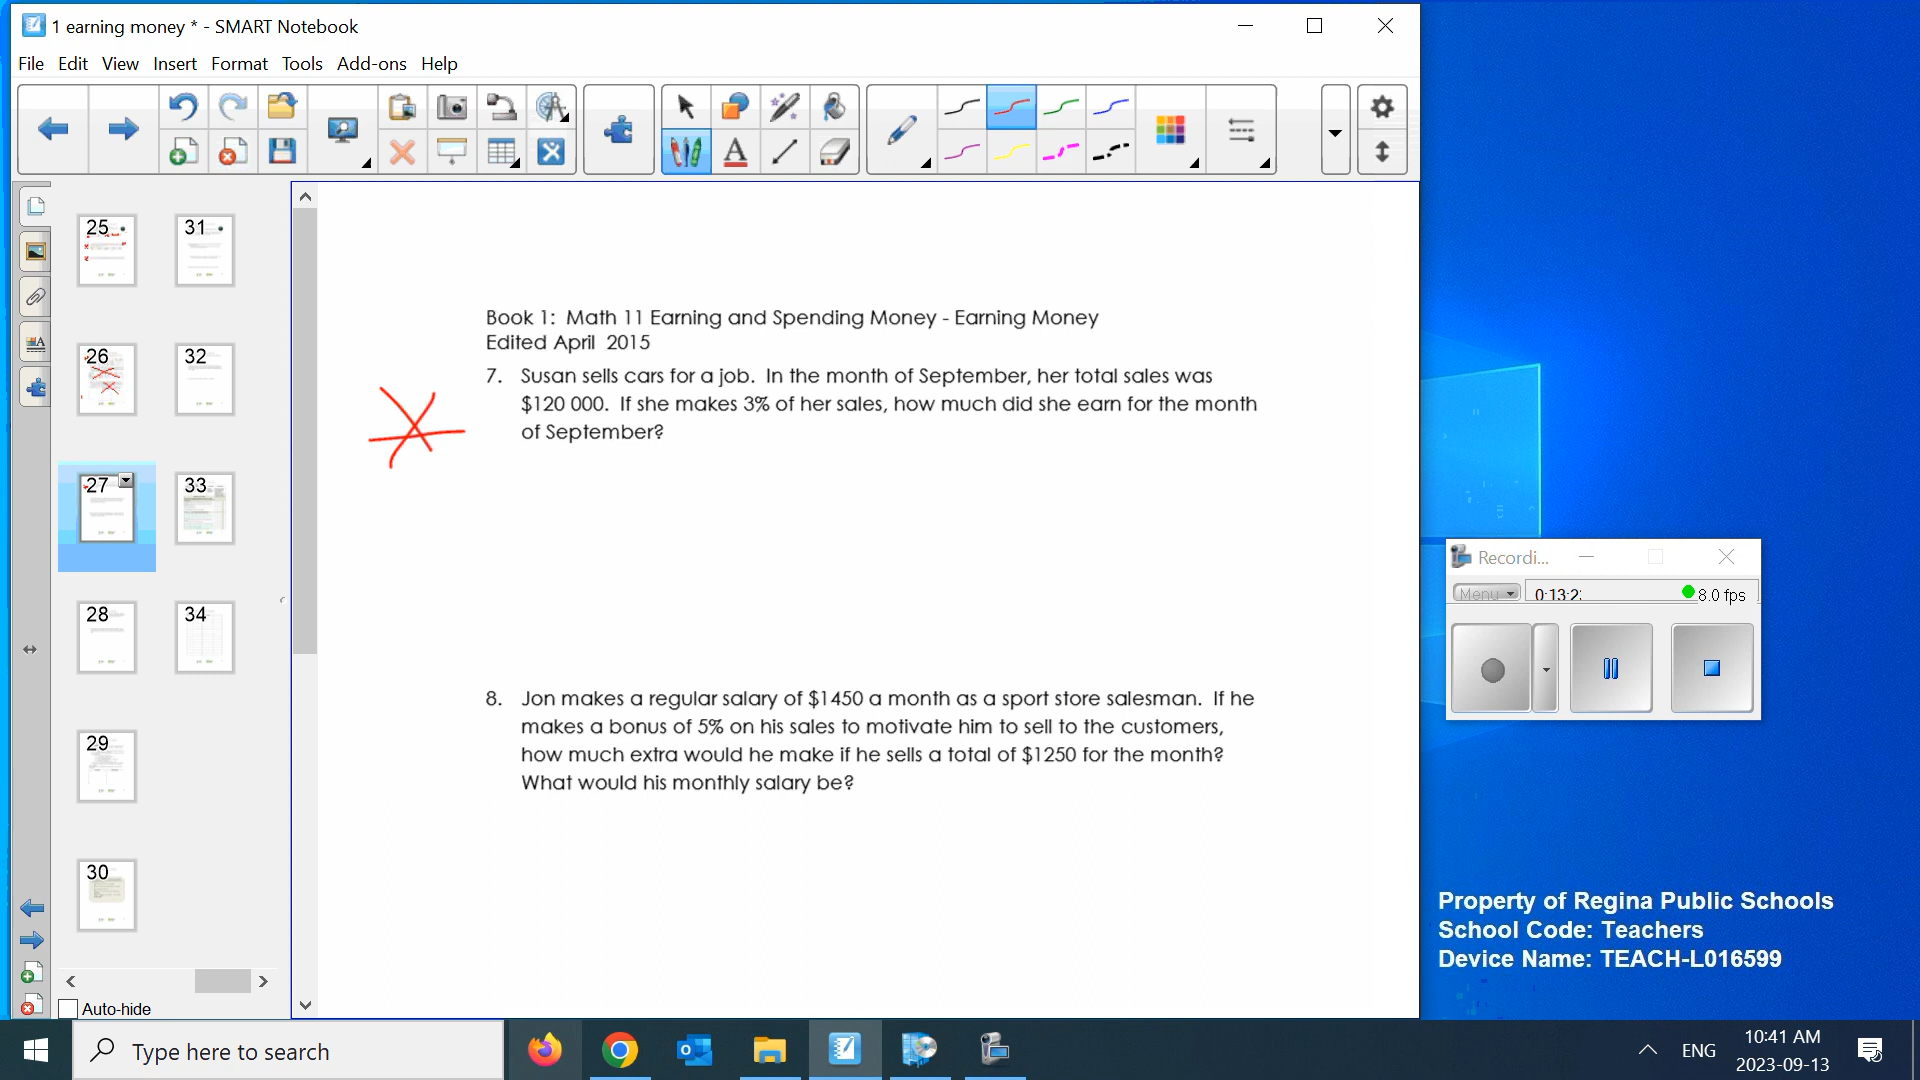 1 earning money * - SMART Notebook
File Edit View Insert Format Tools Add-ons Help
25 31
26 32
27 33
28 34
29
30
Auto-hide
Book 1: Math 11 Earning and Spending Money - Earning Money
Edited April 2015
7. Susan sells cars for a job. In the month of September, her total sales was
$120 000. If she makes 3% of her sales, how much did she earn for the month
of September?
8. Jon makes a regular salary of $1450 a month as a sport store salesman. If he
makes a bonus of 5% on his sales to motivate him to sell to the customers,
how much extra would he make if he sells a total of $1250 for the month?
What would his monthly salary be?
Recordi...
Menu 8.0 fps
Property of Regina Public Schools
School Code: Teachers
Device Name: TEACH-L016599
Type here to search
ENG
10:41 AM
2023-09-13